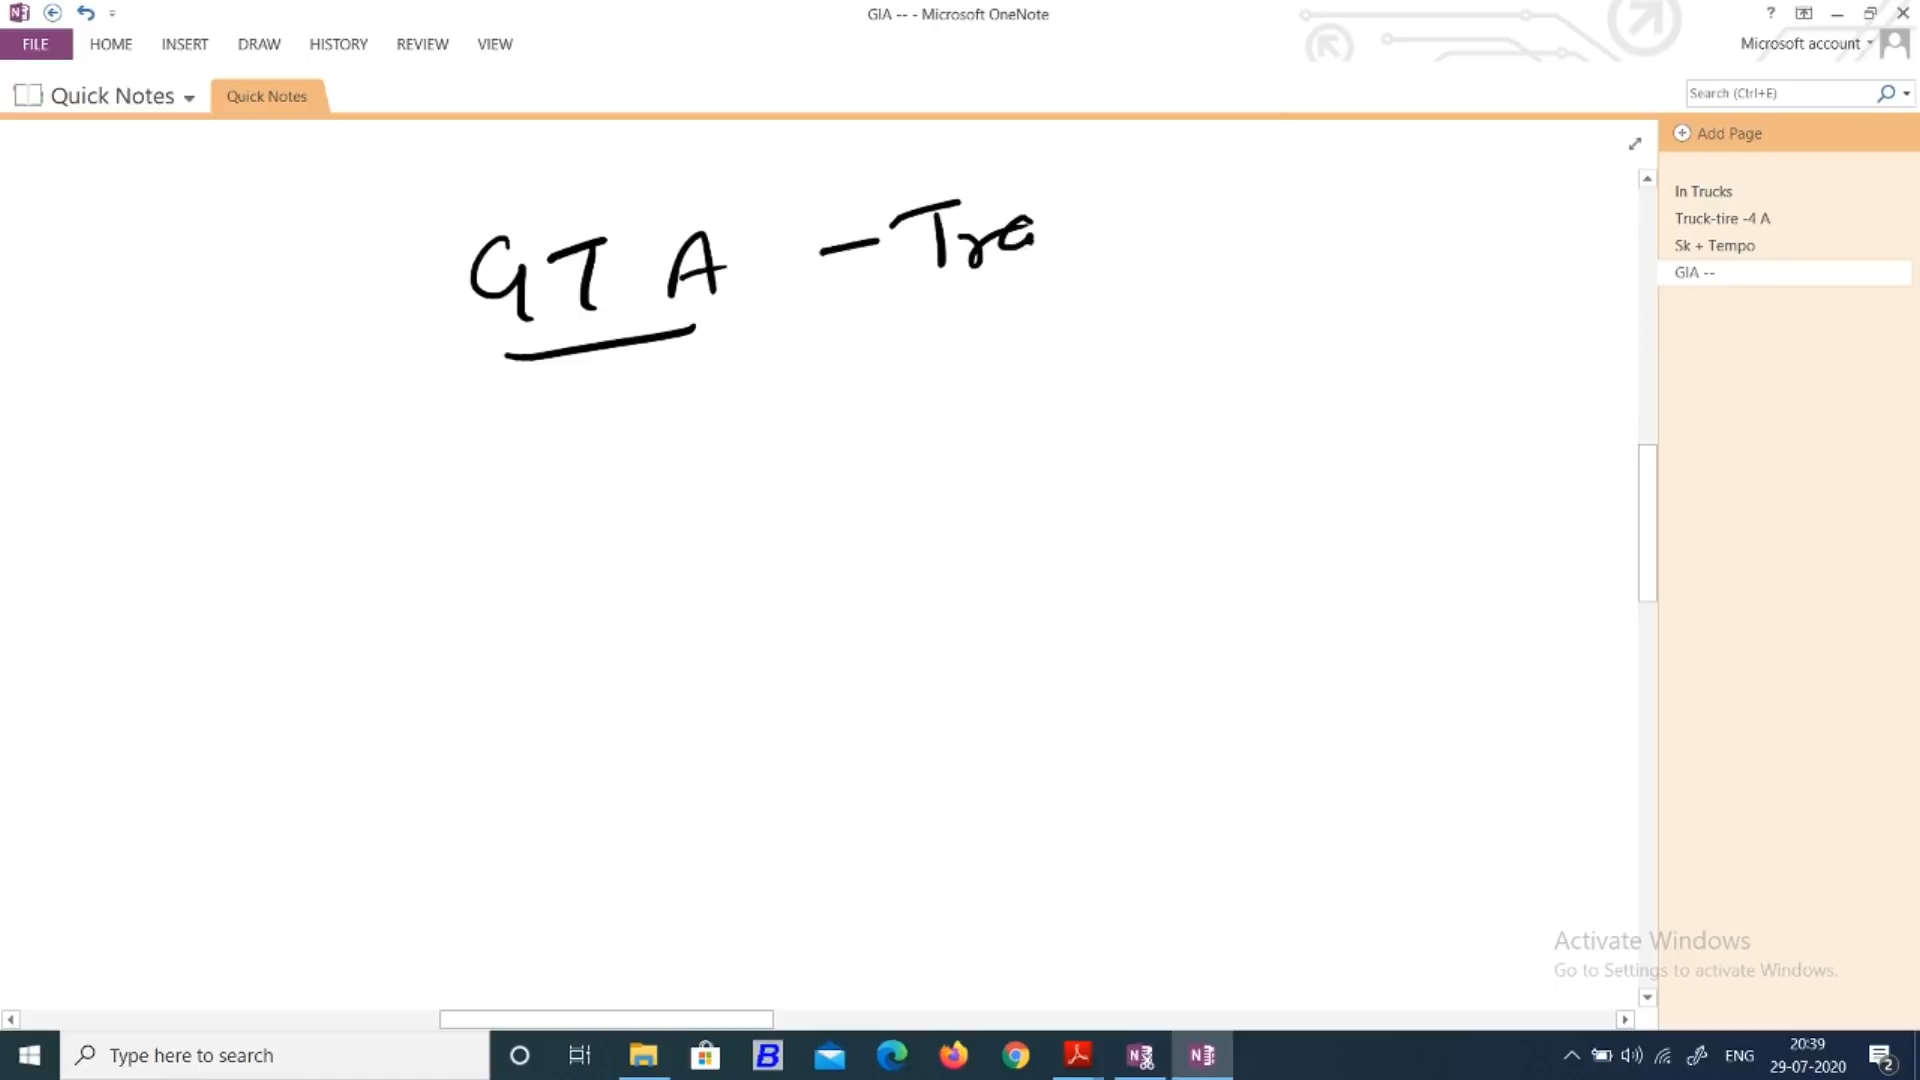 GIA -- - Microsoft OneNote
?
FILE HOME INSERT DRAW HISTORY REVIEW VIEW
Microsoft account
Quick Notes
Quick Notes
Search (Ctrl+E)
Add Page
In Trucks
Truck-tire -4 A
Sk + Tempo
GIA --
GTA - Tra
Activate Windows
Go to Settings to activate Windows.
Type here to search
B
ENG
20:39
29-07-2020
2